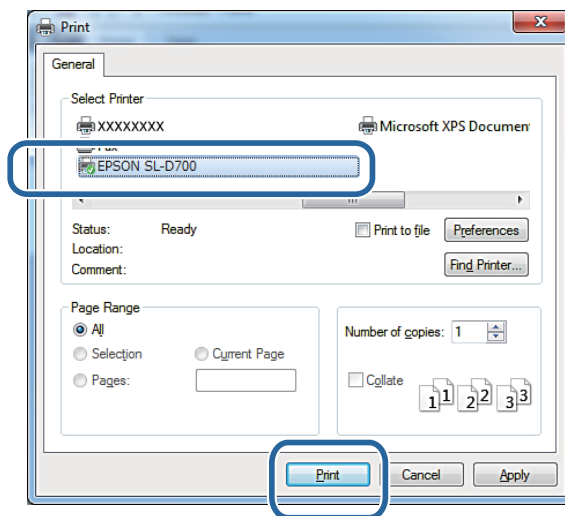 Print
General
Select Printer
XXXXXXXX
Microsoft XPS Documen
Fax
EPSON SL-D700
Status: Ready
Print to file
Preferences
Location:
Comment:
Find Printer...
Page Range
All
Selection
Current Page
Pages:
Number of copies: 1
Collate
1 1 2 2 3 3
Print
Cancel
Apply